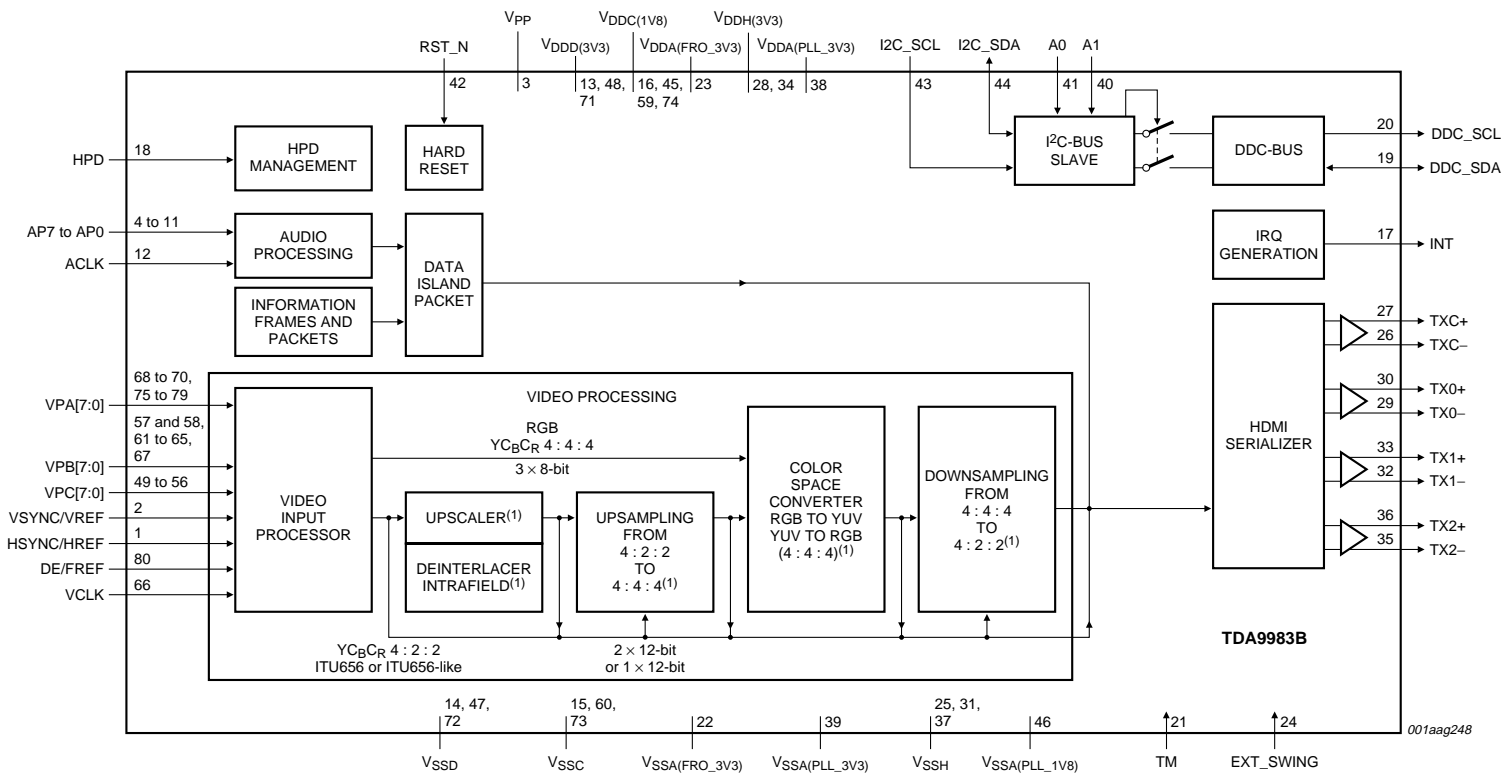 VPP
VDDC(1V8)
VDDH(3V3)
RST_N
VDDD(3V3)
VDDA(FRO_3V3)
VDDA(PLL_3V3)
I2C_SCL
I2C_SDA
A0
A1
42
3
13, 48,
71
16, 45,
59, 74
23
28, 34
38
43
44
41
40
HPD
18
HPD
MANAGEMENT
HARD
RESET
I2C-BUS
SLAVE
DDC-BUS
20
DDC_SCL
19
DDC_SDA
AP7 to AP0
4 to 11
ACLK
12
AUDIO
PROCESSING
DATA
ISLAND
PACKET
INFORMATION
FRAMES AND
PACKETS
IRQ
GENERATION
17
INT
HDMI
SERIALIZER
27
TXC+
26
TXC−
30
TX0+
29
TX0−
33
TX1+
32
TX1−
36
TX2+
35
TX2−
68 to 70,
75 to 79
VPA[7:0]
57 and 58,
61 to 65,
67
VPB[7:0]
49 to 56
VPC[7:0]
2
VSYNC/VREF
1
HSYNC/HREF
80
DE/FREF
66
VCLK
VIDEO PROCESSING
VIDEO
INPUT
PROCESSOR
RGB
YCBCR 4 : 4 : 4
3 × 8-bit
UPSCALER(1)
DEINTERLACER
INTRAFIELD(1)
UPSAMPLING
FROM
4 : 2 : 2
TO
4 : 4 : 4(1)
COLOR
SPACE
CONVERTER
RGB TO YUV
YUV TO RGB
(4 : 4 : 4)(1)
DOWNSAMPLING
FROM
4 : 4 : 4
TO
4 : 2 : 2(1)
YCBCR 4 : 2 : 2
ITU656 or ITU656-like
2 × 12-bit
or 1 × 12-bit
TDA9983B
14, 47,
72
15, 60,
73
22
39
25, 31,
37
46
21
24
VSSD
VSSC
VSSA(FRO_3V3)
VSSA(PLL_3V3)
VSSH
VSSA(PLL_1V8)
TM
EXT_SWING
001aag248